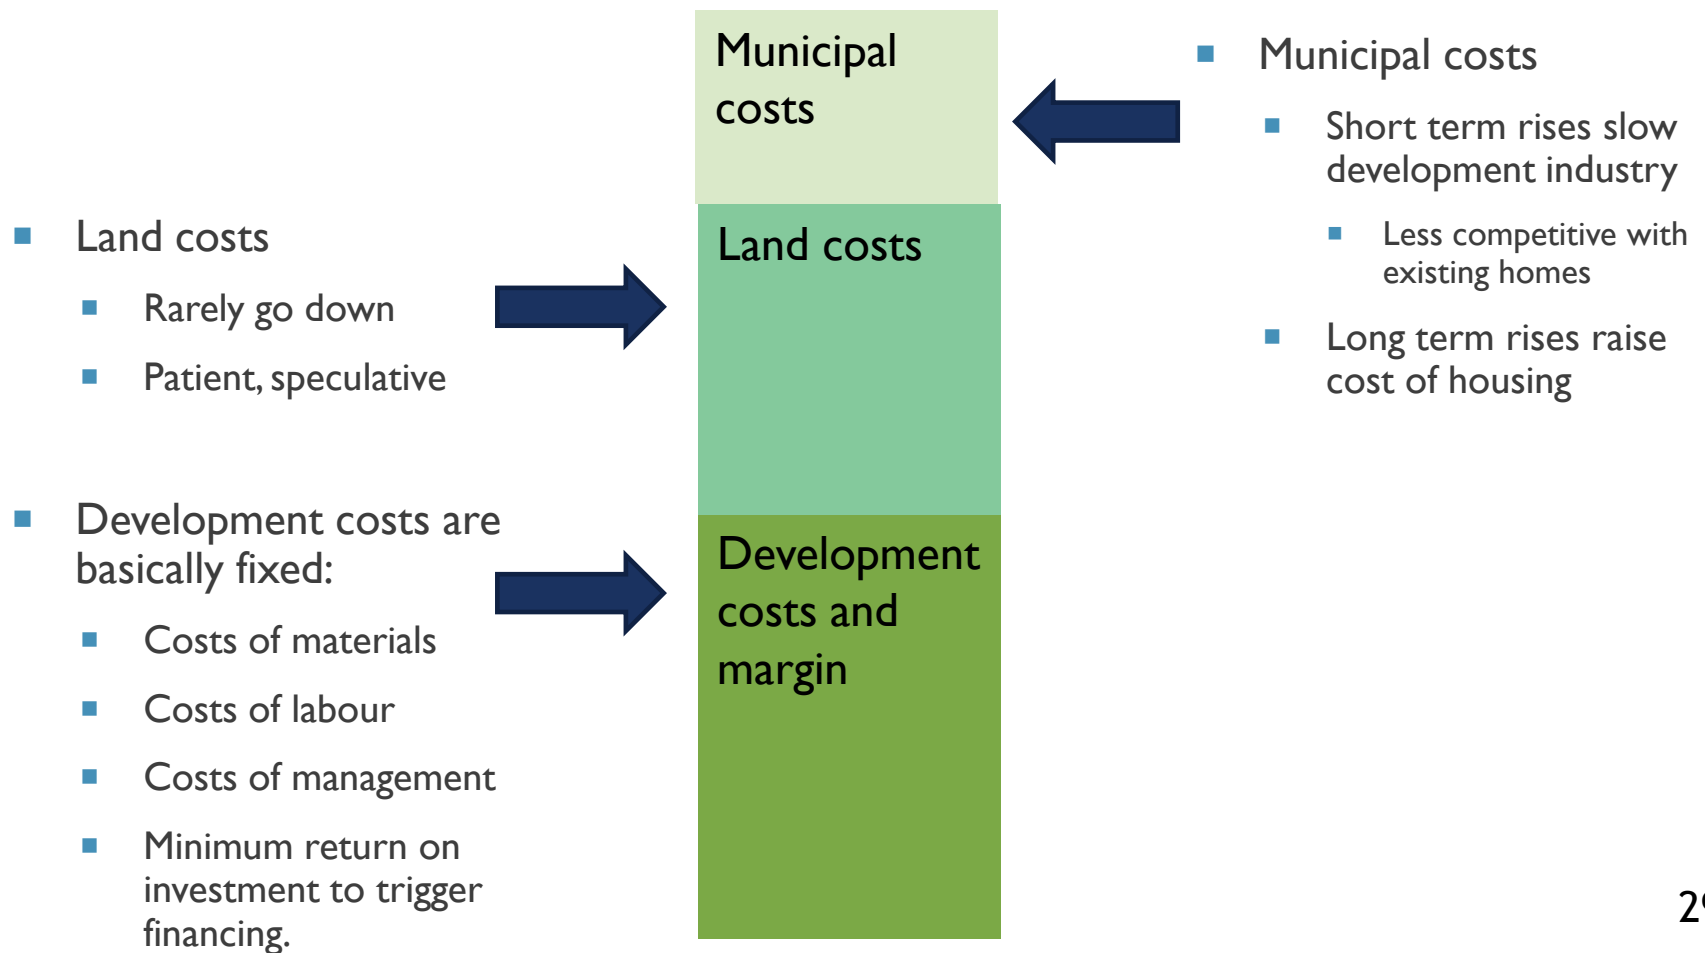 Land costs
Rarely go down
Patient, speculative
Development costs are
basically fixed:
Costs of materials
Costs of labour
Costs of management
Minimum return on
investment to trigger
financing.
Municipal
costs
Land costs
Development
costs and
margin
Municipal costs
Short term rises slow
development industry
Less competitive with
existing homes
Long term rises raise
cost of housing